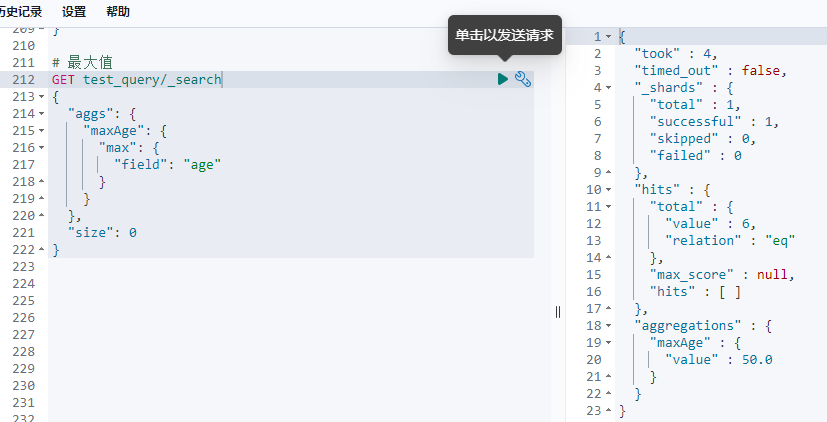 历史记录 设置 帮助
单击以发送请求
209 }
210
211 # 最大值
212 GET test_query/_search
213 {
214 "aggs": {
215 "maxAge": {
216 "max": {
217 "field": "age"
218 }
219 }
220 },
221 "size": 0
222 }
223
224
225
226
227
228
229
230
231
232
1 {
2 "took" : 4,
3 "timed_out" : false,
4 "_shards" : {
5 "total" : 1,
6 "successful" : 1,
7 "skipped" : 0,
8 "failed" : 0
9 },
10 "hits" : {
11 "total" : {
12 "value" : 6,
13 "relation" : "eq"
14 },
15 "max_score" : null,
16 "hits" : [ ]
17 },
18 "aggregations" : {
19 "maxAge" : {
20 "value" : 50.0
21 }
22 }
23 }